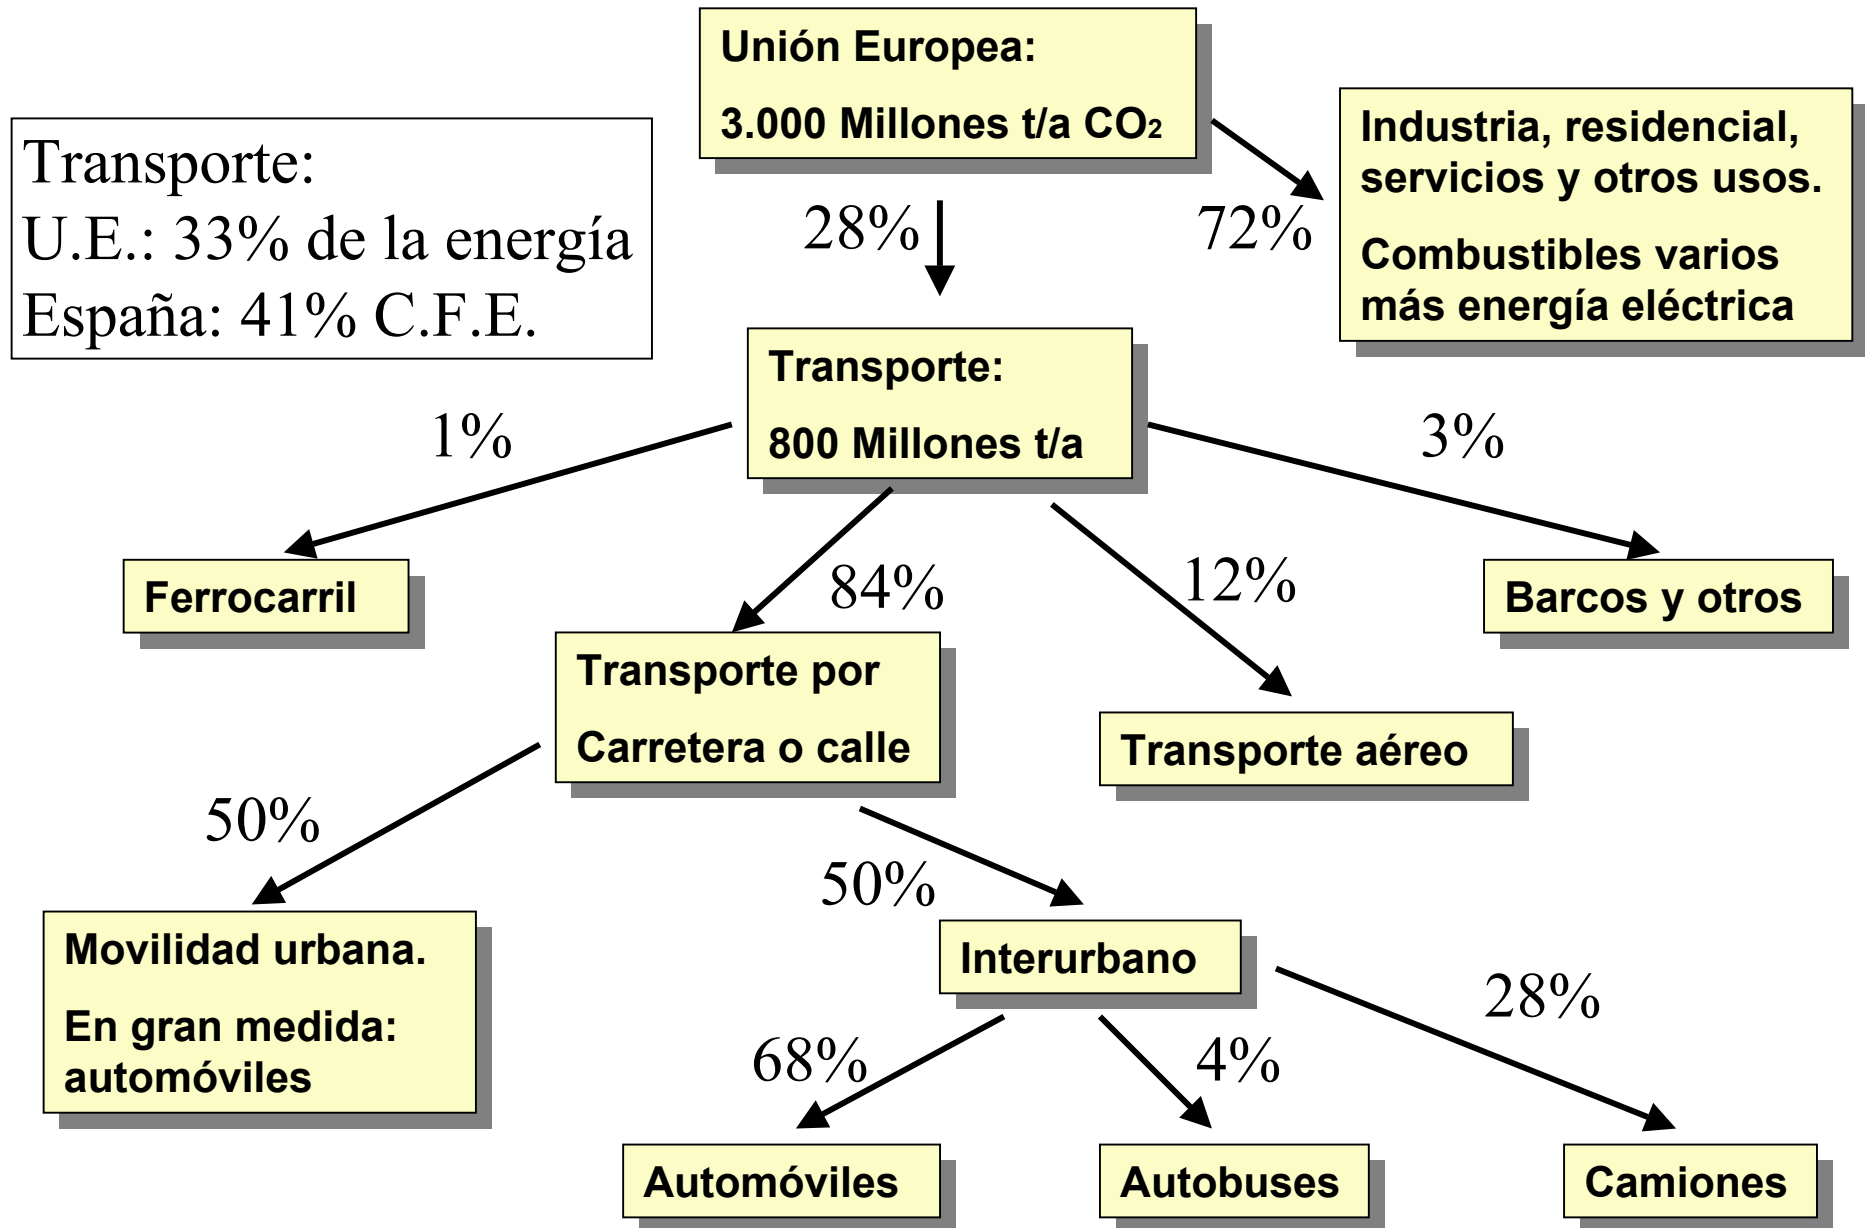 Unión Europea:
3.000 Millones t/a CO₂
Industria, residencial,
servicios y otros usos.
Combustibles varios
más energía eléctrica
Transporte:
U.E.: 33% de la energía
España: 41% C.F.E.
28%
72%
Transporte:
800 Millones t/a
1%
3%
84%
12%
Ferrocarril
Barcos y otros
Transporte por
Carretera o calle
Transporte aéreo
50%
50%
Movilidad urbana.
En gran medida:
automóviles
Interurbano
68%
4%
28%
Automóviles
Autobuses
Camiones